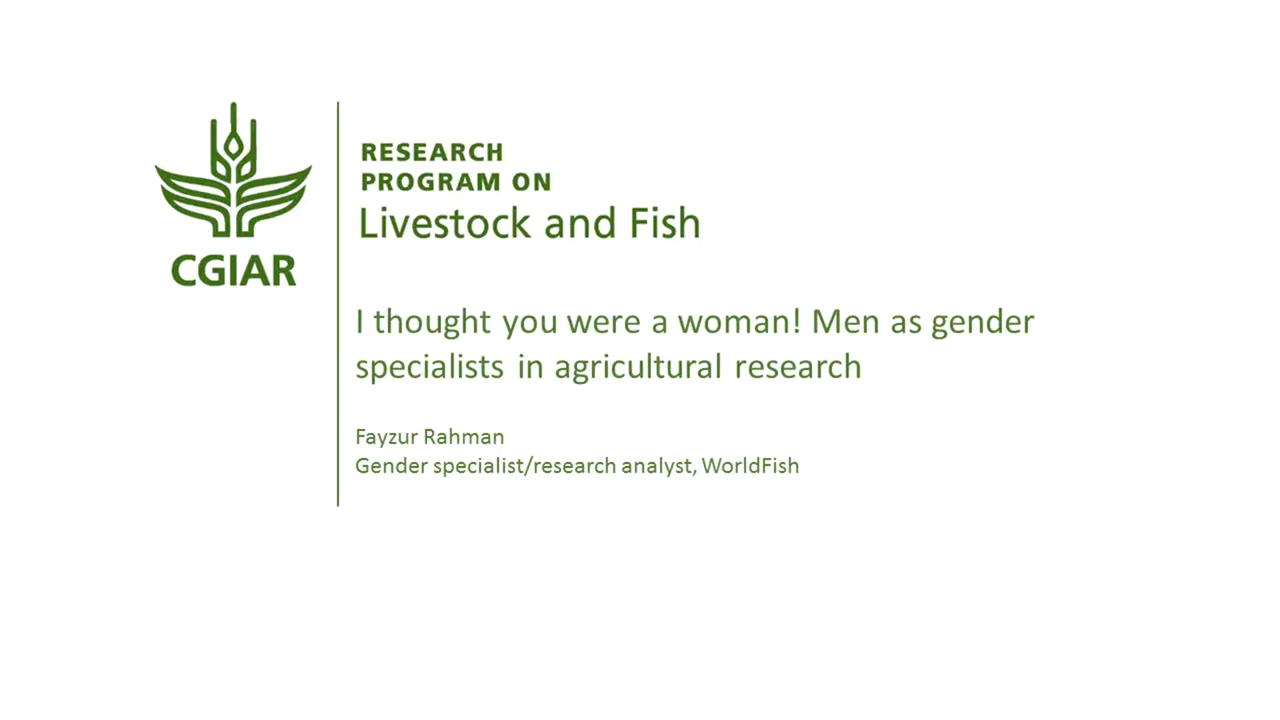 RESEARCH
PROGRAM ON
Livestock and Fish
CGIAR
I thought you were a woman! Men as gender
specialists in agricultural research
Fayzur Rahman
Gender specialist/research analyst, WorldFish